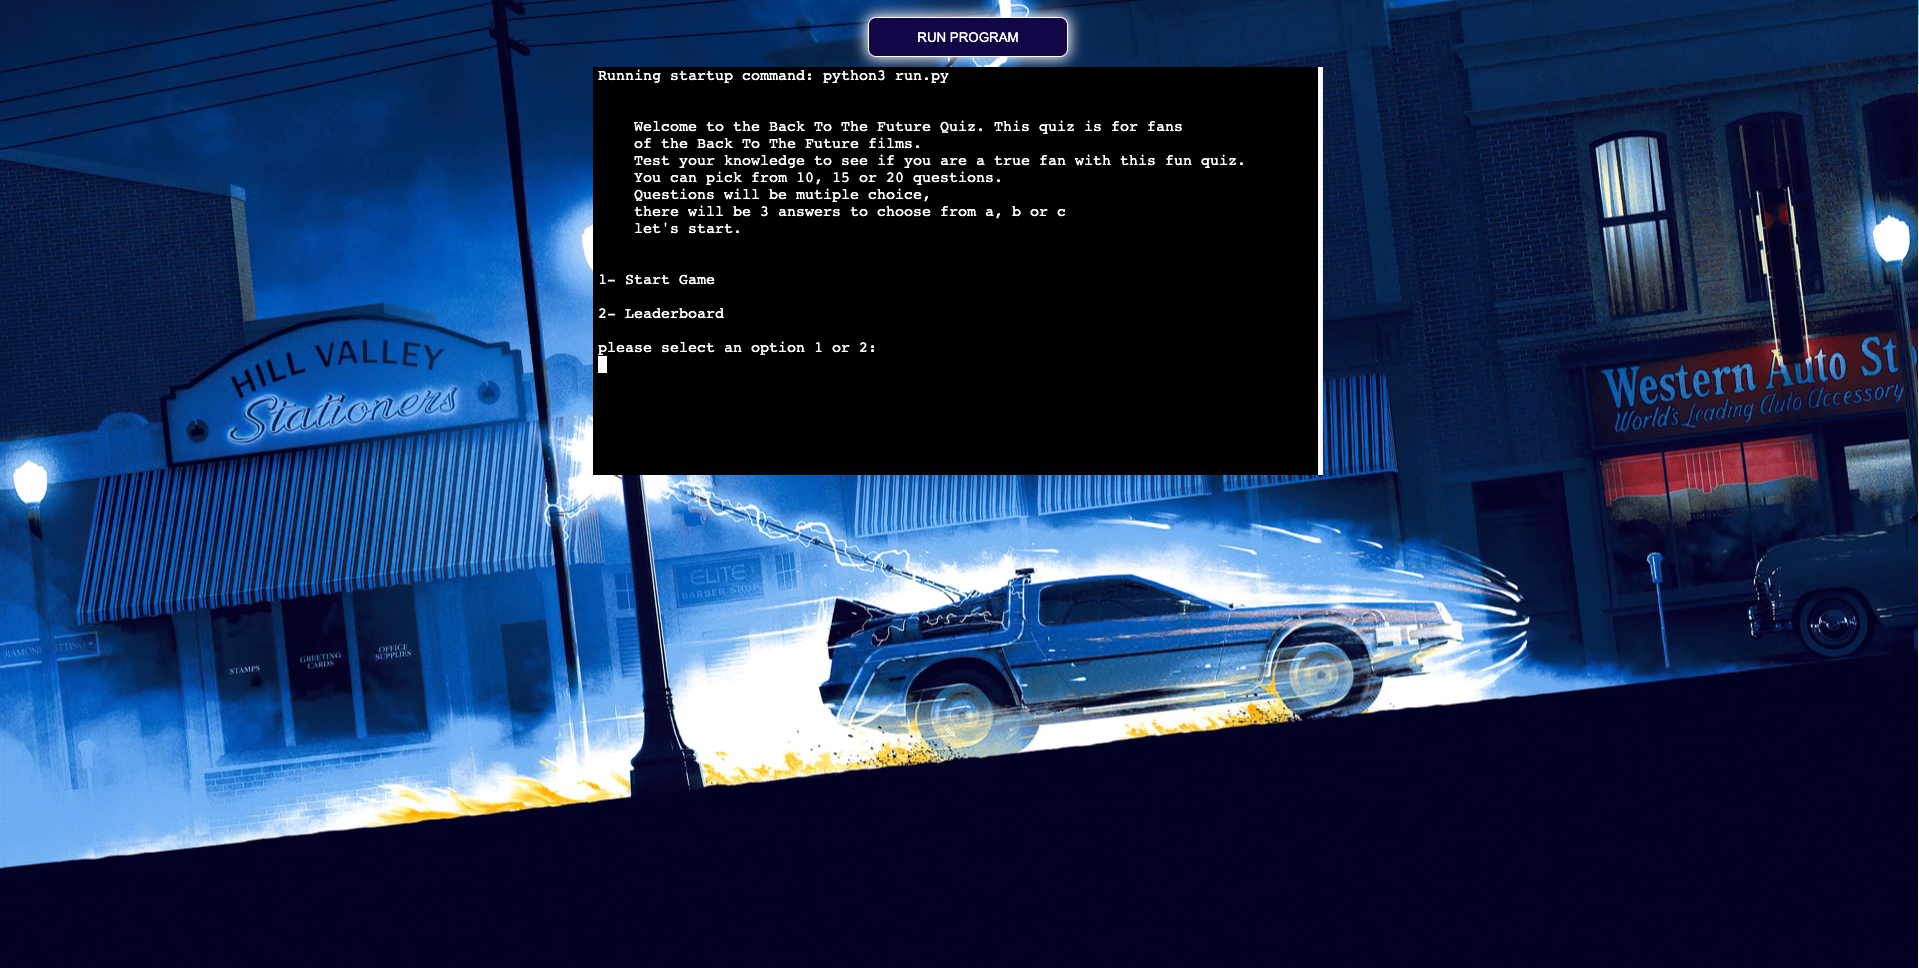 RUN PROGRAM
Running startup command: python3 run.py
Welcome to the Back To The Future Quiz. This quiz is for fans
of the Back To The Future films.
Test your knowledge to see if you are a true fan with this fun quiz.
You can pick from 10, 15 or 20 questions.
Questions will be mutiple choice,
there will be 3 answers to choose from a, b or c
let's start.
1- Start Game
2- Leaderboard
please select an option 1 or 2:
HILL VALLEY
Stationers
Western Auto St
World's Leading Auto Accessory
ELITE
BARBER SHOP
STAMPS
GREETING
CARDS
OFFICE
SUPPLIES